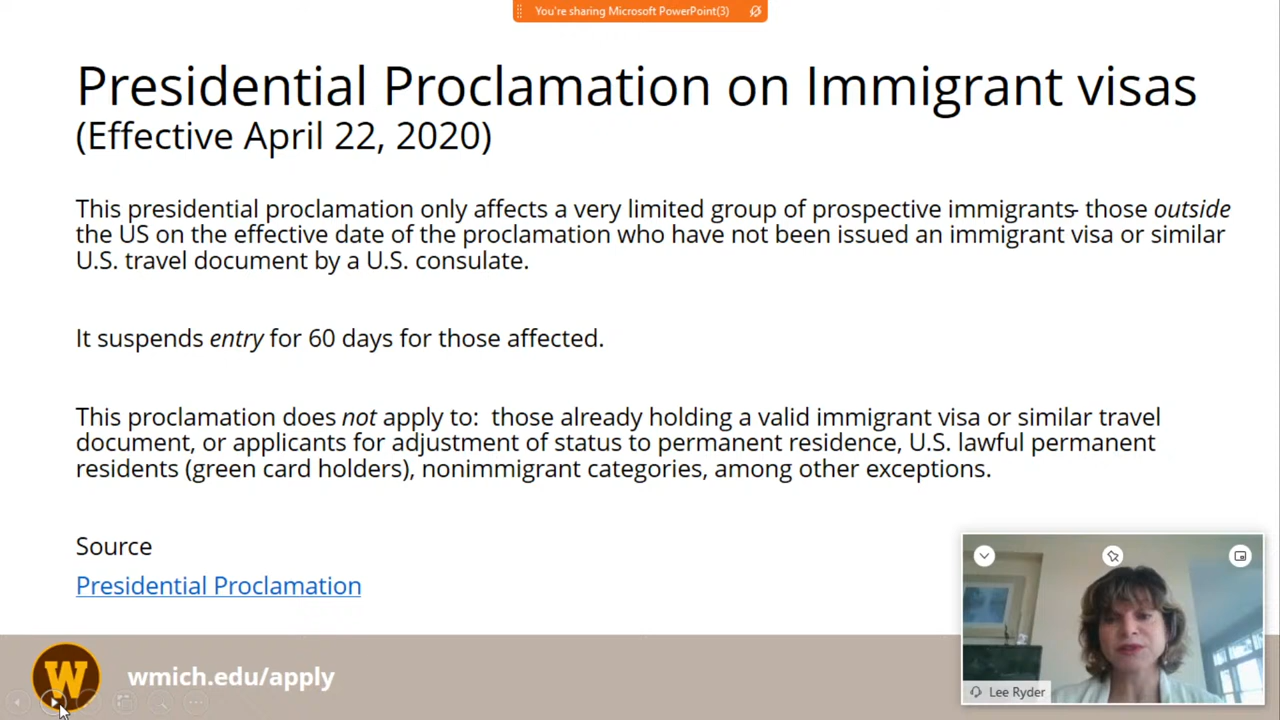 You're sharing Microsoft PowerPoint(3)
Presidential Proclamation on Immigrant visas
(Effective April 22, 2020)
This presidential proclamation only affects a very limited group of prospective immigrants- those outside
the US on the effective date of the proclamation who have not been issued an immigrant visa or similar
U.S. travel document by a U.S. consulate.
It suspends entry for 60 days for those affected.
This proclamation does not apply to:  those already holding a valid immigrant visa or similar travel
document, or applicants for adjustment of status to permanent residence, U.S. lawful permanent
residents (green card holders), nonimmigrant categories, among other exceptions.
Source
Presidential Proclamation
Lee Ryder
W
wmich.edu/apply